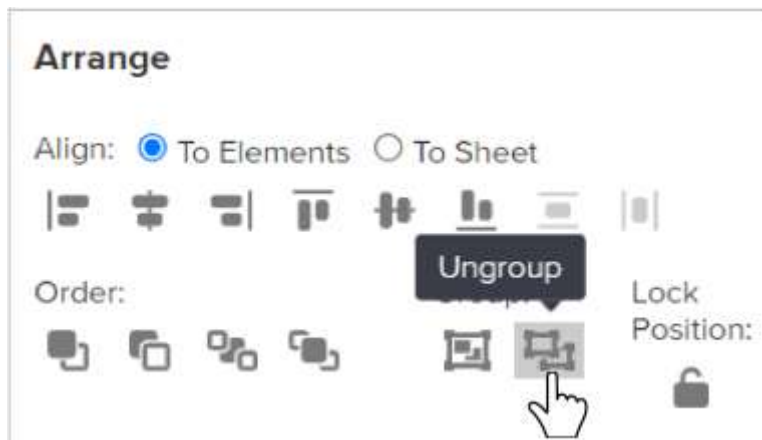 Arrange
Align: To Elements To Sheet
Ungroup
Order:
Lock
Position: